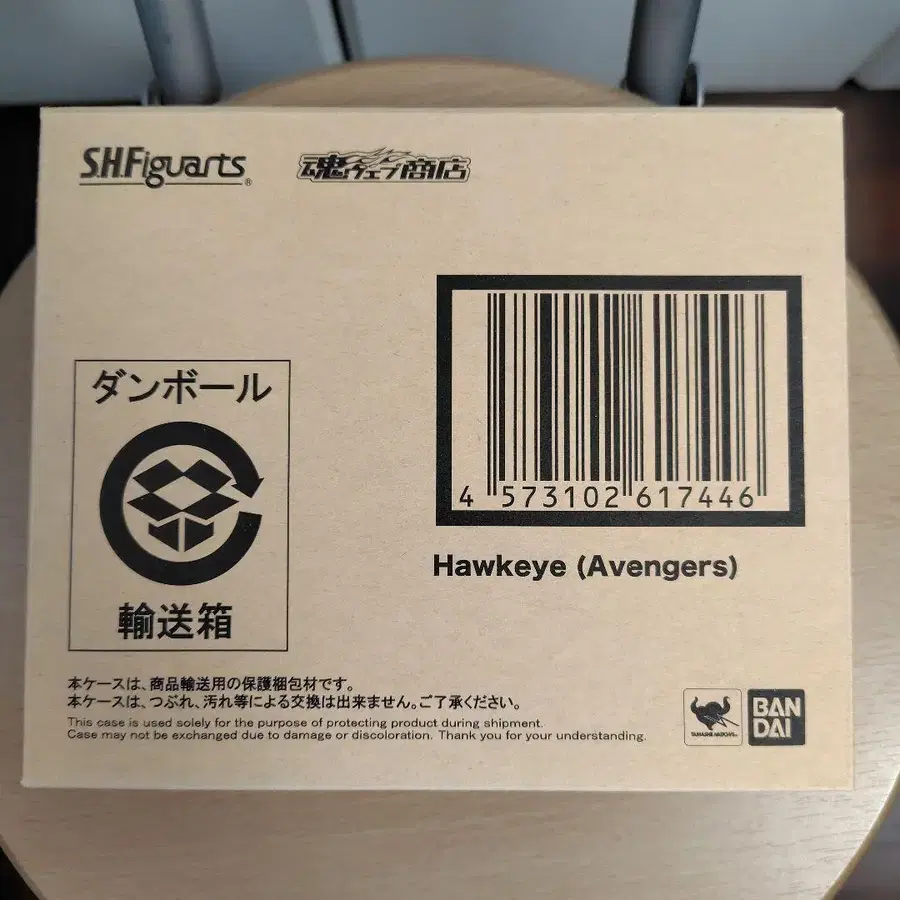 S.H.Figuarts®
魂ウェブ商店
ダンボール
輸送箱
4 573102 617446
Hawkeye (Avengers)
本ケースは、商品輸送用の保護梱包材です。
本ケースは、つぶれ、汚れ等による交換は出来ません。ご了承ください。
This case is used solely for the purpose of protecting product during shipment.
Case may not be exchanged due to damage or discoloration. Thank you for your understanding.
TAMASHII NATIONS
BAN
DAI